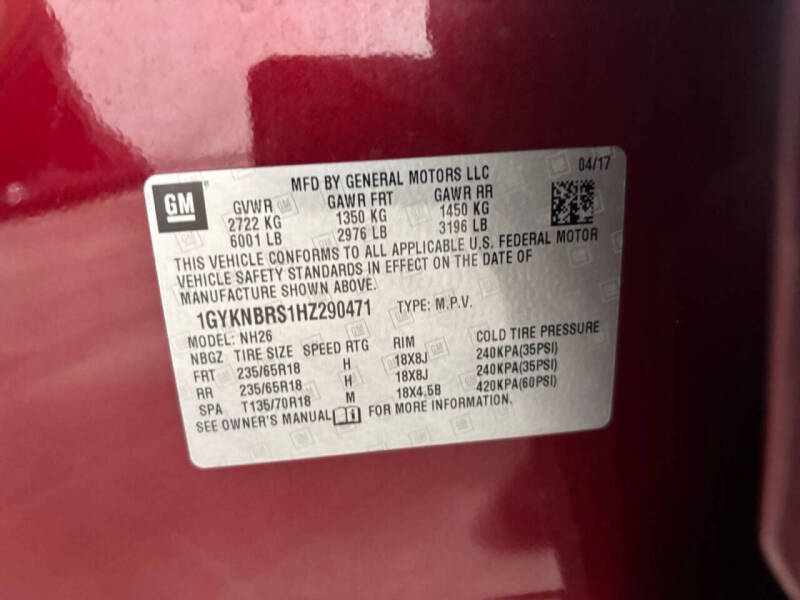 GM
MFD BY GENERAL MOTORS LLC 04/17
GVWR GAWR FRT GAWR RR
2722 KG 1350 KG 1450 KG
6001 LB 2976 LB 3196 LB
THIS VEHICLE CONFORMS TO ALL APPLICABLE U.S. FEDERAL MOTOR
VEHICLE SAFETY STANDARDS IN EFFECT ON THE DATE OF
MANUFACTURE SHOWN ABOVE.
1GYKNBRS1HZ290471 TYPE: M.P.V.
MODEL: NH26
NBGZ TIRE SIZE SPEED RTG RIM COLD TIRE PRESSURE
FRT 235/65R18 H 18X8J 240KPA(35PSI)
RR 235/65R18 H 18X8J 240KPA(35PSI)
SPA T135/70R18 M 18X4.5B 420KPA(60PSI)
SEE OWNER'S MANUAL FOR MORE INFORMATION.